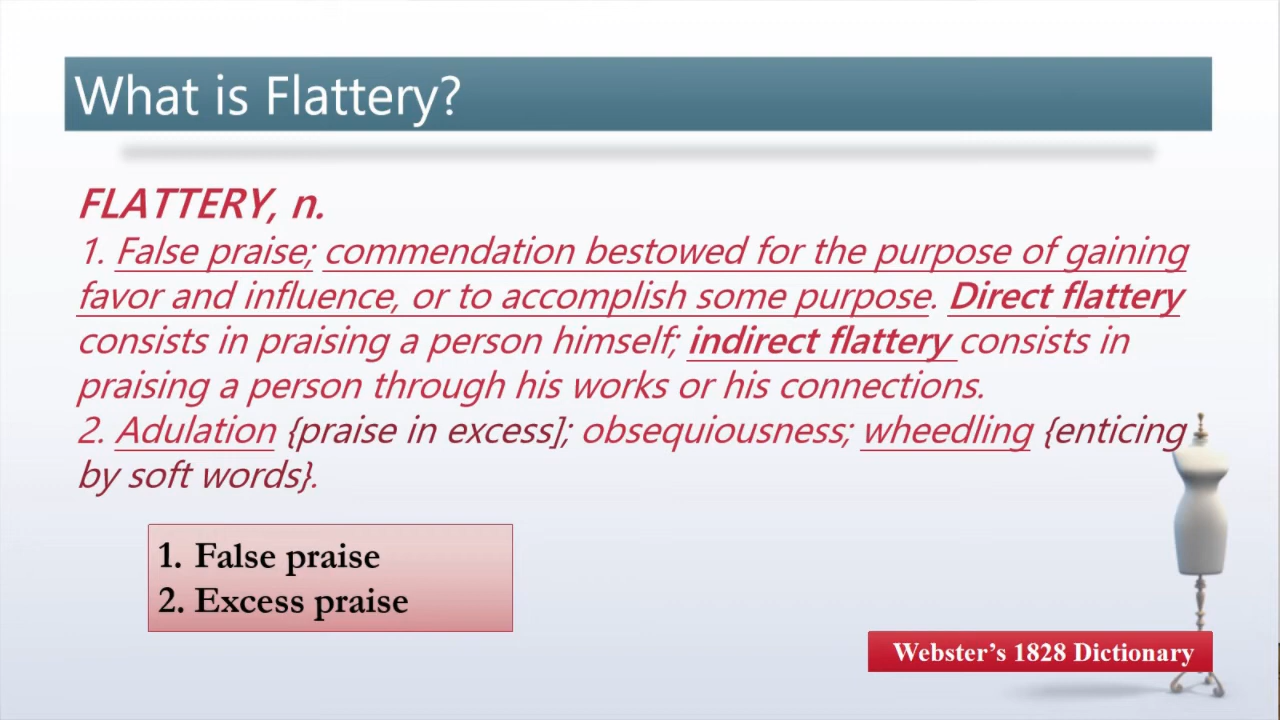 What is Flattery?
FLATTERY, n.
1. False praise; commendation bestowed for the purpose of gaining
favor and influence, or to accomplish some purpose. Direct flattery
consists in praising a person himself; indirect flattery consists in
praising a person through his works or his connections.
2. Adulation {praise in excess]; obsequiousness; wheedling {enticing
by soft words}.
1. False praise
2. Excess praise
Webster’s 1828 Dictionary